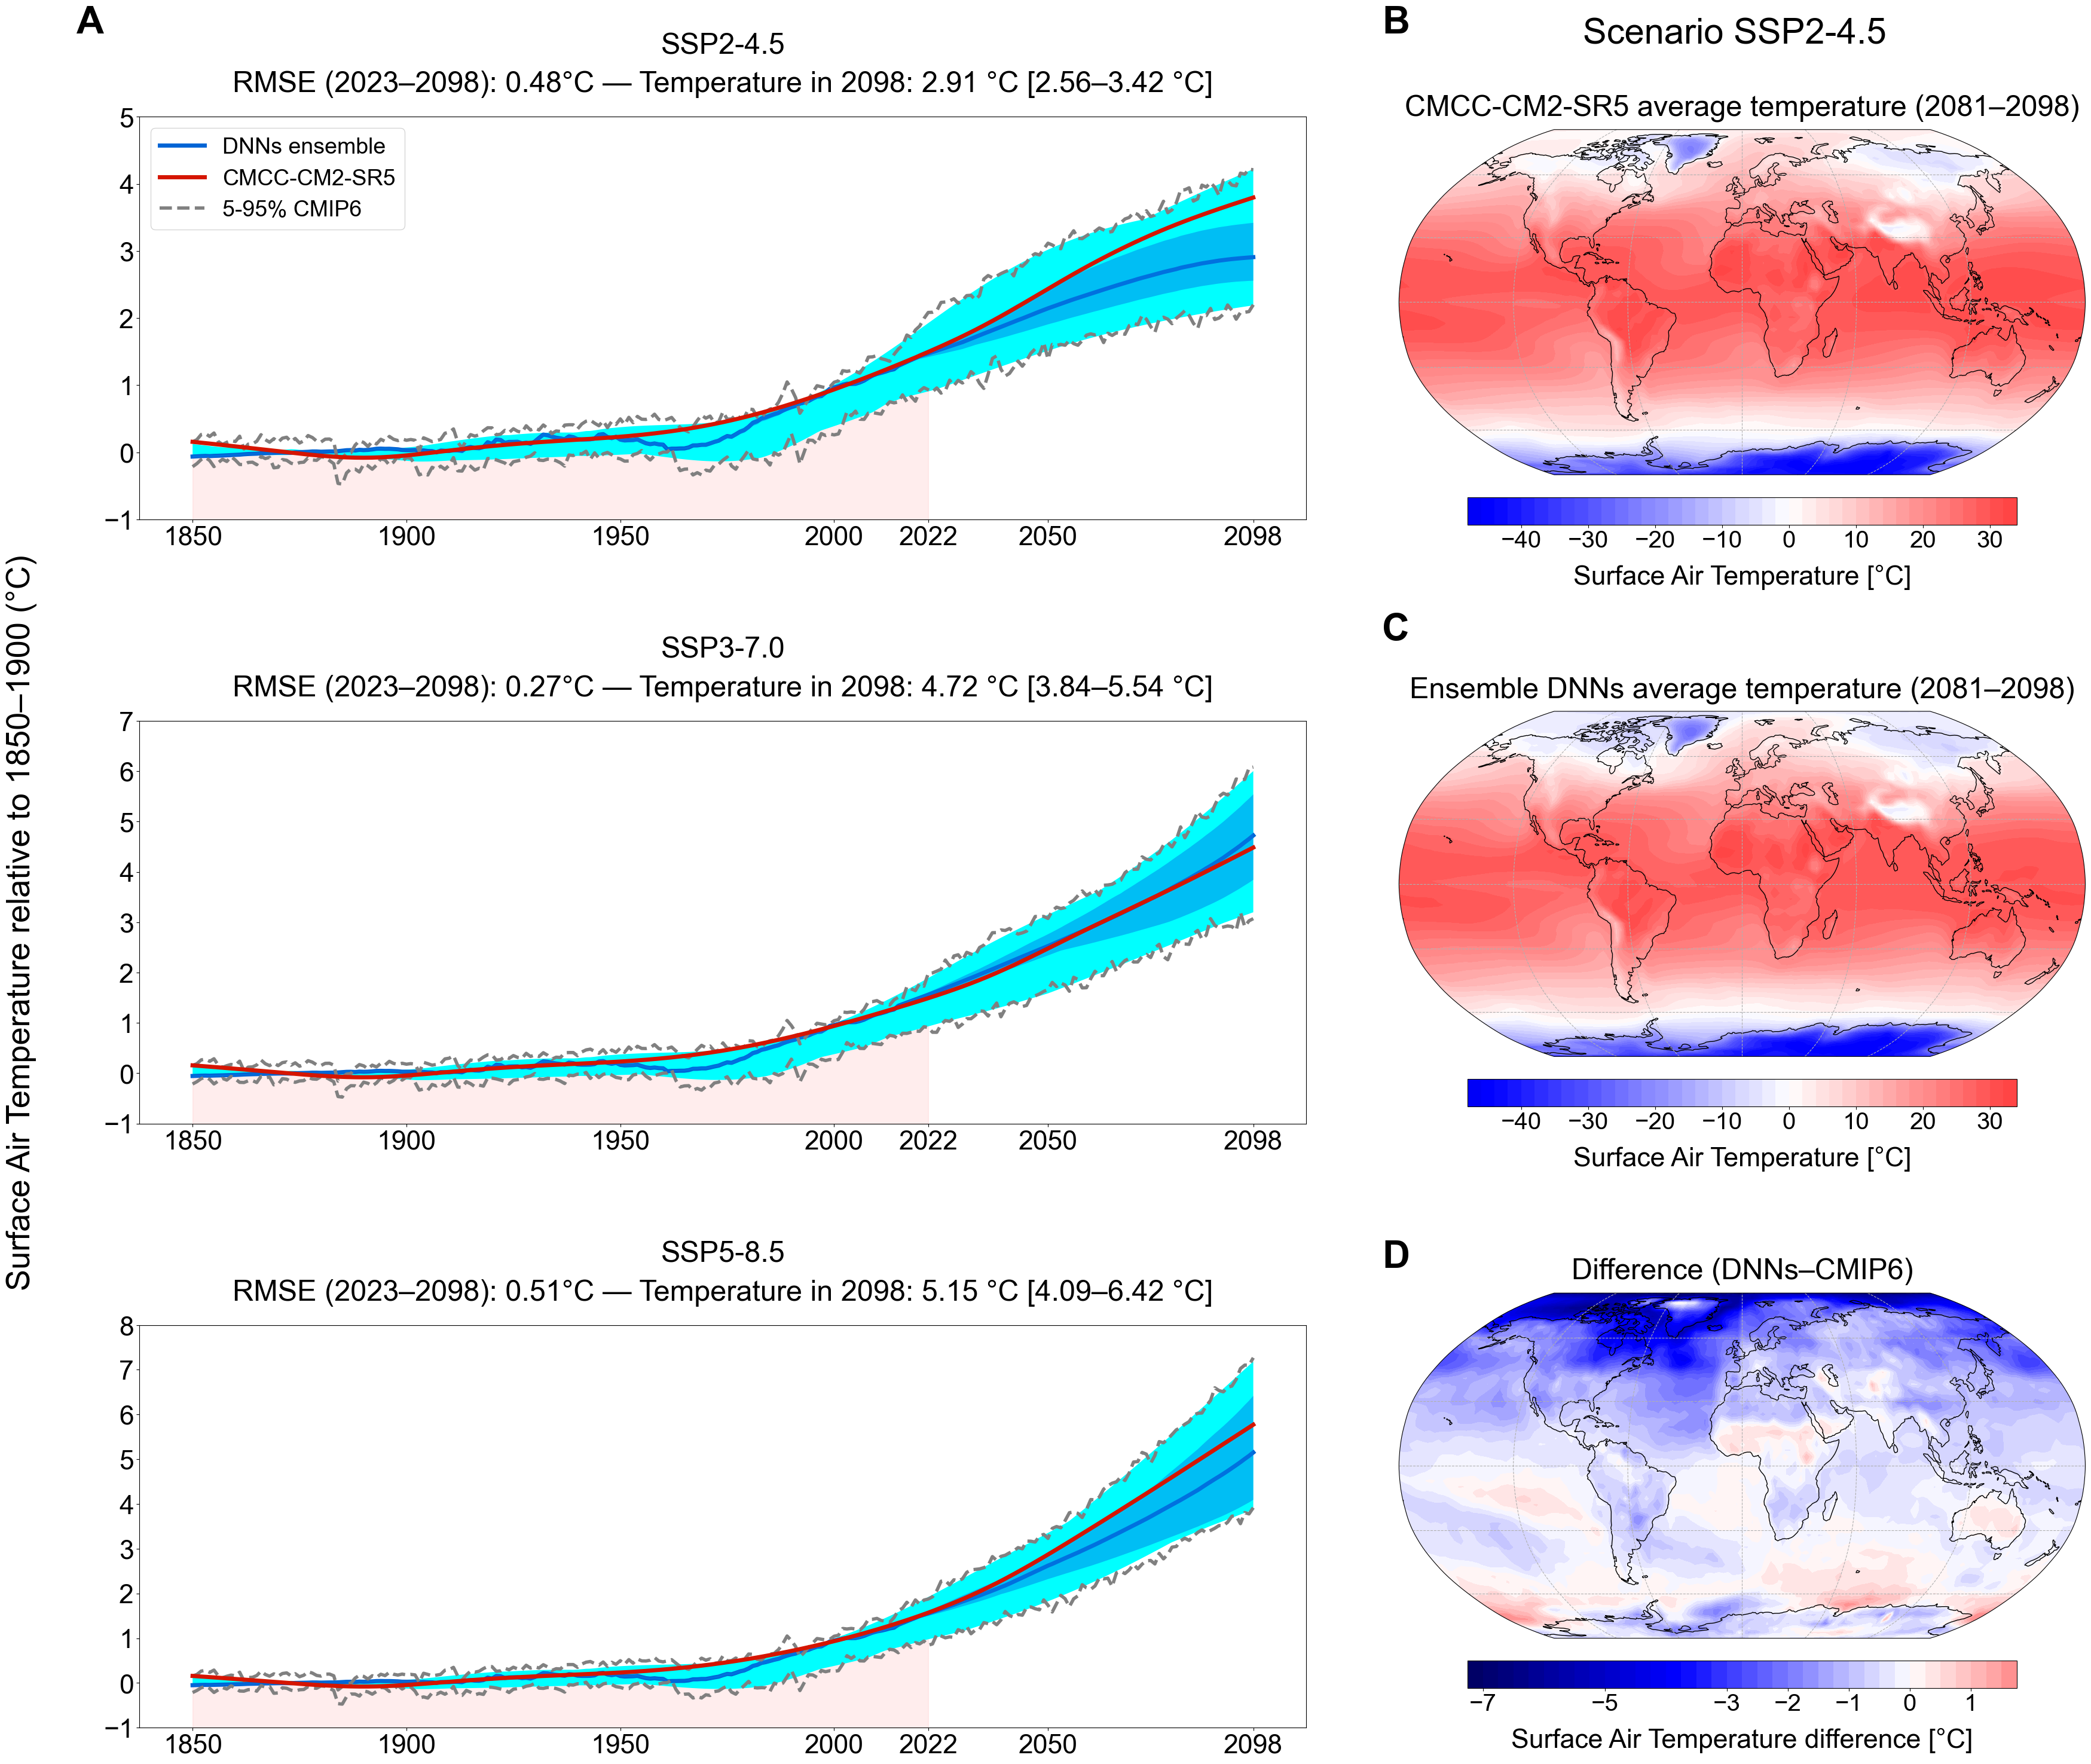 A
SSP2-4.5
RMSE (2023–2098): 0.48°C — Temperature in 2098: 2.91 °C [2.56–3.42 °C]
DNNs ensemble
CMCC-CM2-SR5
5-95% CMIP6
5
4
3
2
1
0
−1
1850 1900 1950 2000 2022 2050 2098
Surface Air Temperature relative to 1850–1900 (°C)
SSP3-7.0
RMSE (2023–2098): 0.27°C — Temperature in 2098: 4.72 °C [3.84–5.54 °C]
7
6
5
4
3
2
1
0
−1
1850 1900 1950 2000 2022 2050 2098
SSP5-8.5
RMSE (2023–2098): 0.51°C — Temperature in 2098: 5.15 °C [4.09–6.42 °C]
8
7
6
5
4
3
2
1
0
−1
1850 1900 1950 2000 2022 2050 2098
B
Scenario SSP2-4.5
CMCC-CM2-SR5 average temperature (2081–2098)
−40 −30 −20 −10 0 10 20 30
Surface Air Temperature [°C]
C
Ensemble DNNs average temperature (2081–2098)
−40 −30 −20 −10 0 10 20 30
Surface Air Temperature [°C]
D
Difference (DNNs–CMIP6)
−7 −5 −3 −2 −1 0 1
Surface Air Temperature difference [°C]